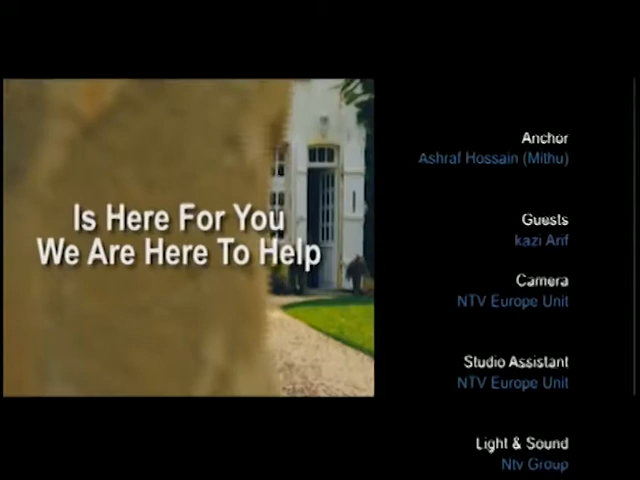 Is Here For You
We Are Here To Help
Anchor
Ashraf Hossain (Mithu)
Guests
kazi Arif
Camera
NTV Europe Unit
Studio Assistant
NTV Europe Unit
Light & Sound
Ntv Group